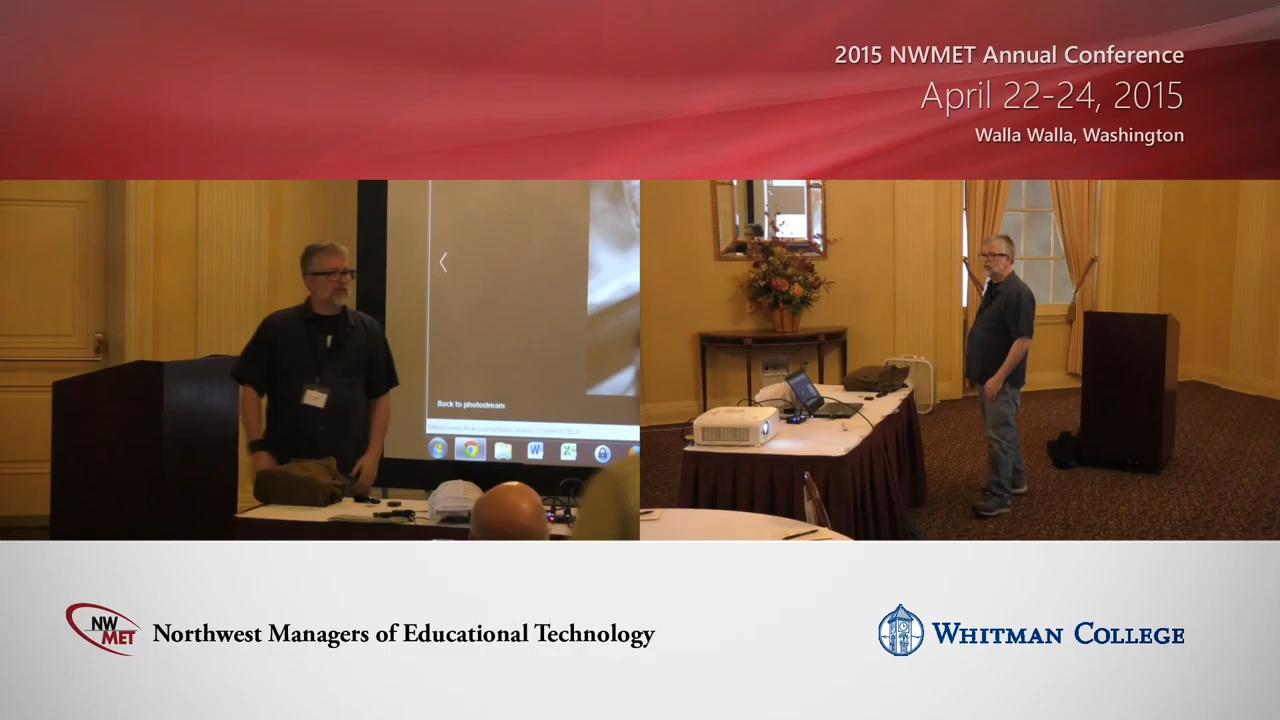 2015 NWMET Annual Conference
April 22-24, 2015
Walla Walla, Washington
Back to photostream
NW
MET
Northwest Managers of Educational Technology
WHITMAN COLLEGE